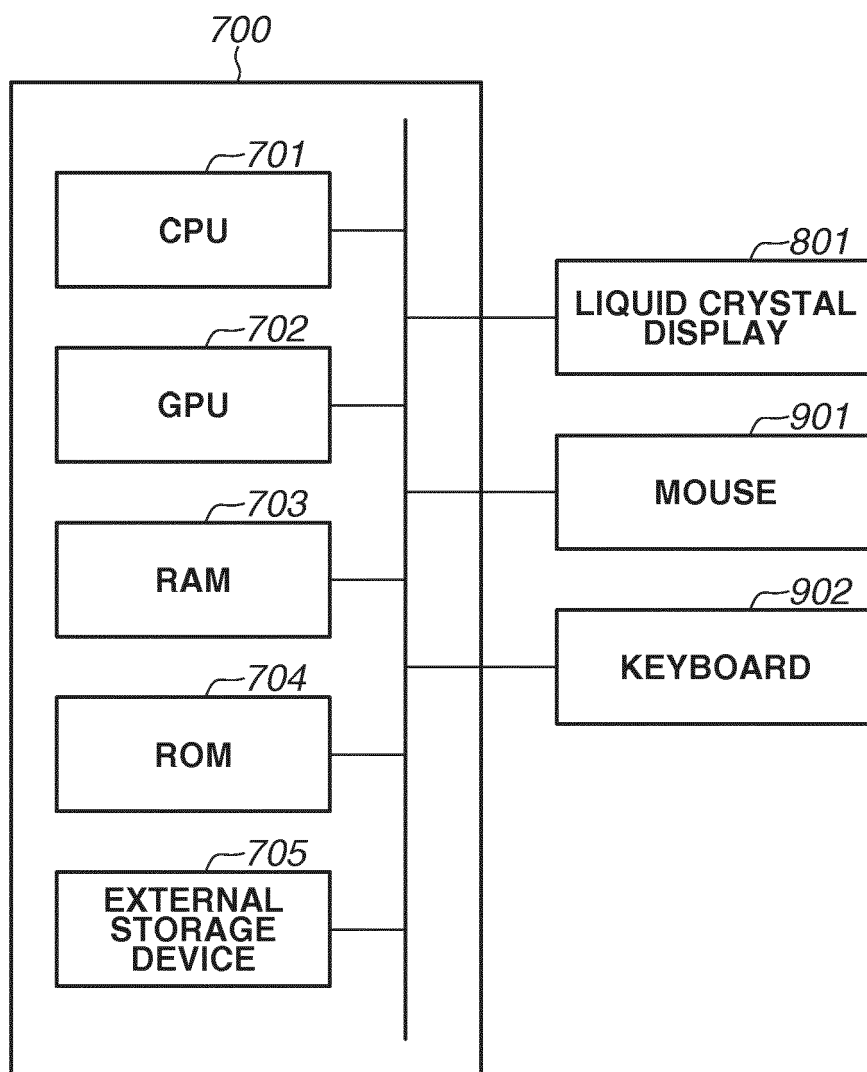 700
701
CPU
702
GPU
703
RAM
704
ROM
705
EXTERNAL
STORAGE
DEVICE
801
LIQUID CRYSTAL
DISPLAY
901
MOUSE
902
KEYBOARD